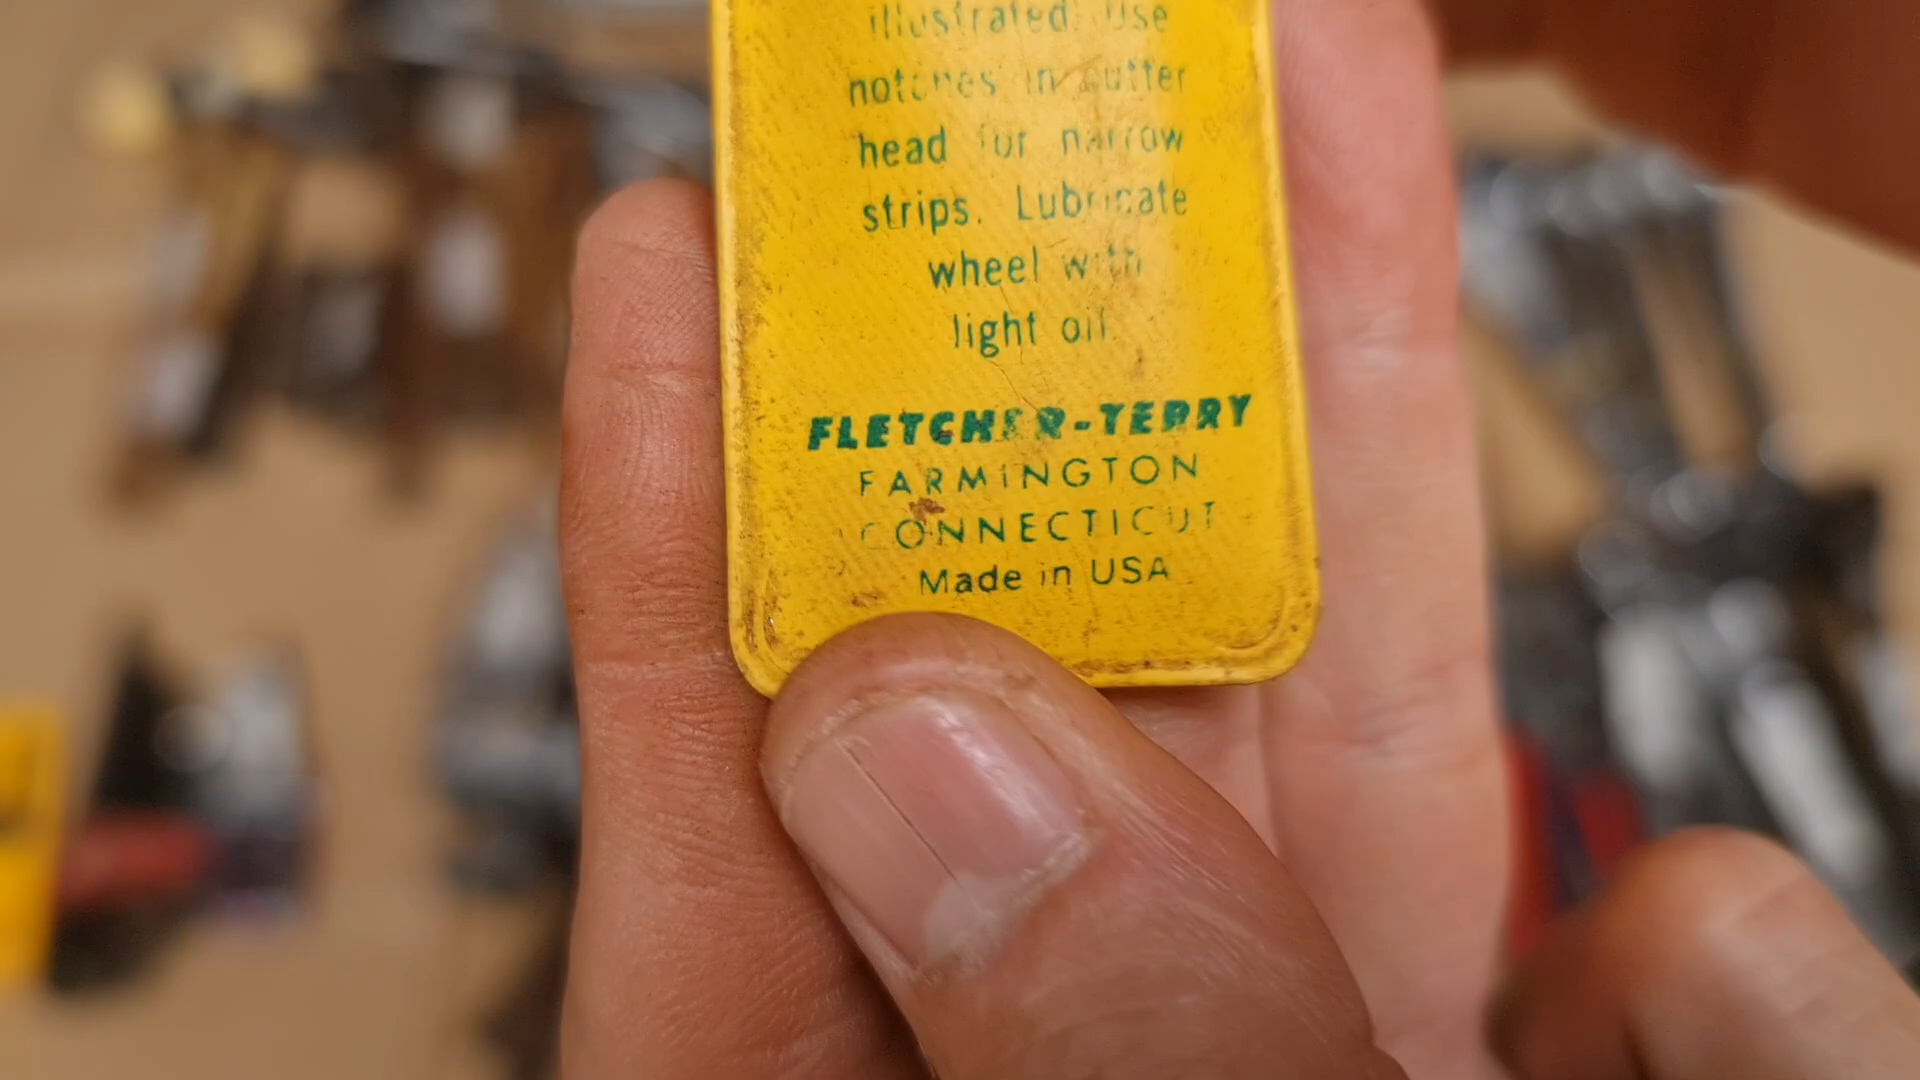 illustrated. Use
notches in cutter
head for narrow
strips. Lubricate
wheel with
light oil.
FLETCHER-TERRY
FARMINGTON
CONNECTICUT
Made in USA